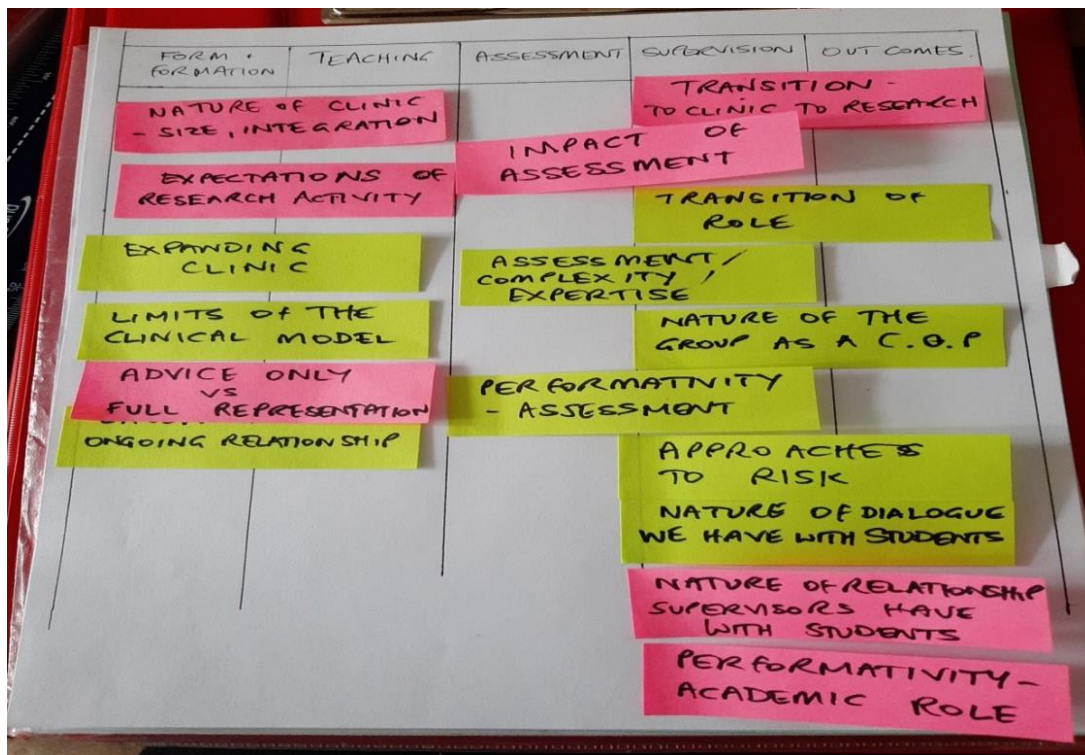 FORM &
FORMATION
TEACHING
ASSESSMENT
SUPERVISION
OUTCOMES.
NATURE OF CLINIC
- SIZE, INTEGRATION
EXPECTATIONS OF
RESEARCH ACTIVITY
EXPANDING
CLINIC
LIMITS OF THE
CLINICAL MODEL
ADVICE ONLY
VS
FULL REPRESENTATION
ONGOING RELATIONSHIP
IMPACT OF
ASSESSMENT
ASSESSMENT/
COMPLEXITY/
EXPERTISE
PERFORMATIVITY
- ASSESSMENT
TRANSITION -
TO CLINIC TO RESEARCH
TRANSITION OF
ROLE
NATURE OF THE
GROUP AS A C.O.P
APPROACHES
TO RISK
NATURE OF DIALOGUE
WE HAVE WITH STUDENTS
NATURE OF RELATIONSHIP
SUPERVISORS HAVE
WITH STUDENTS
PERFORMATIVITY -
ACADEMIC ROLE